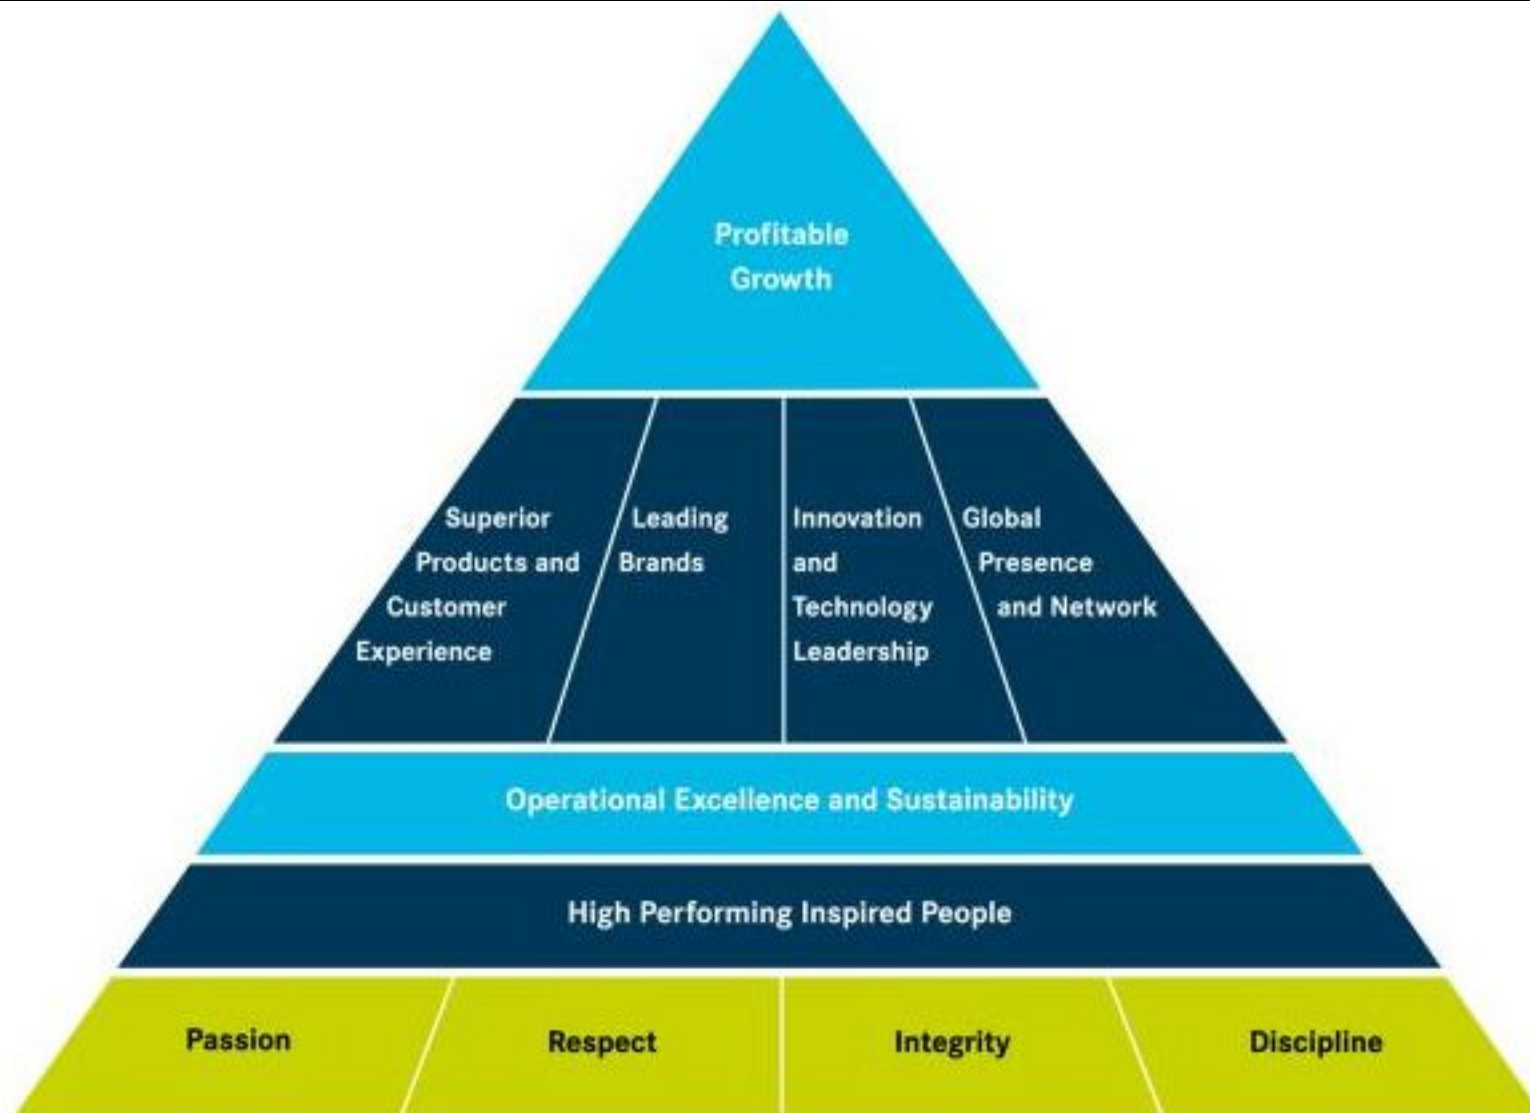 Profitable
Growth
Superior
Products and
Customer
Experience
Leading
Brands
Innovation
and
Technology
Leadership
Global
Presence
and Network
Operational Excellence and Sustainability
High Performing Inspired People
Passion
Respect
Integrity
Discipline